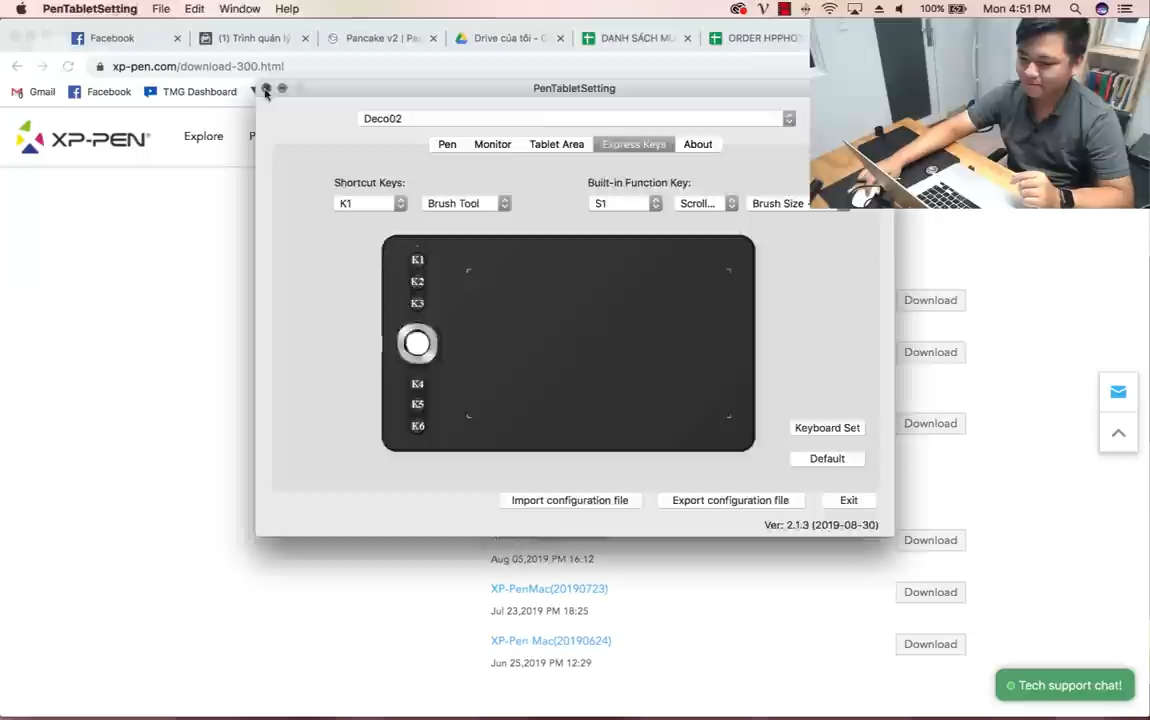 PenTabletSetting File Edit Window Help 100% Mon 4:51 PM
Facebook (1) Trình quản lý Pancake v2 | Pa Drive của tôi - DANH SÁCH MU ORDER HPPHO
xp-pen.com/download-300.html
Gmail Facebook TMG Dashboard
PenTabletSetting
XP-PEN Explore
Deco02
Pen Monitor Tablet Area Express Keys About
Shortcut Keys: Built-in Function Key:
K1 Brush Tool S1 Scroll... Brush Size
K1
K2
K3
K4
K5
K6
Download
Download
Download
Keyboard Set
Default
Import configuration file Export configuration file Exit
Ver: 2.1.3 (2019-08-30)
Download
Aug 05,2019 PM 16:12
XP-PenMac(20190723) Download
Jul 23,2019 PM 18:25
XP-Pen Mac(20190624) Download
Jun 25,2019 PM 12:29
Tech support chat!